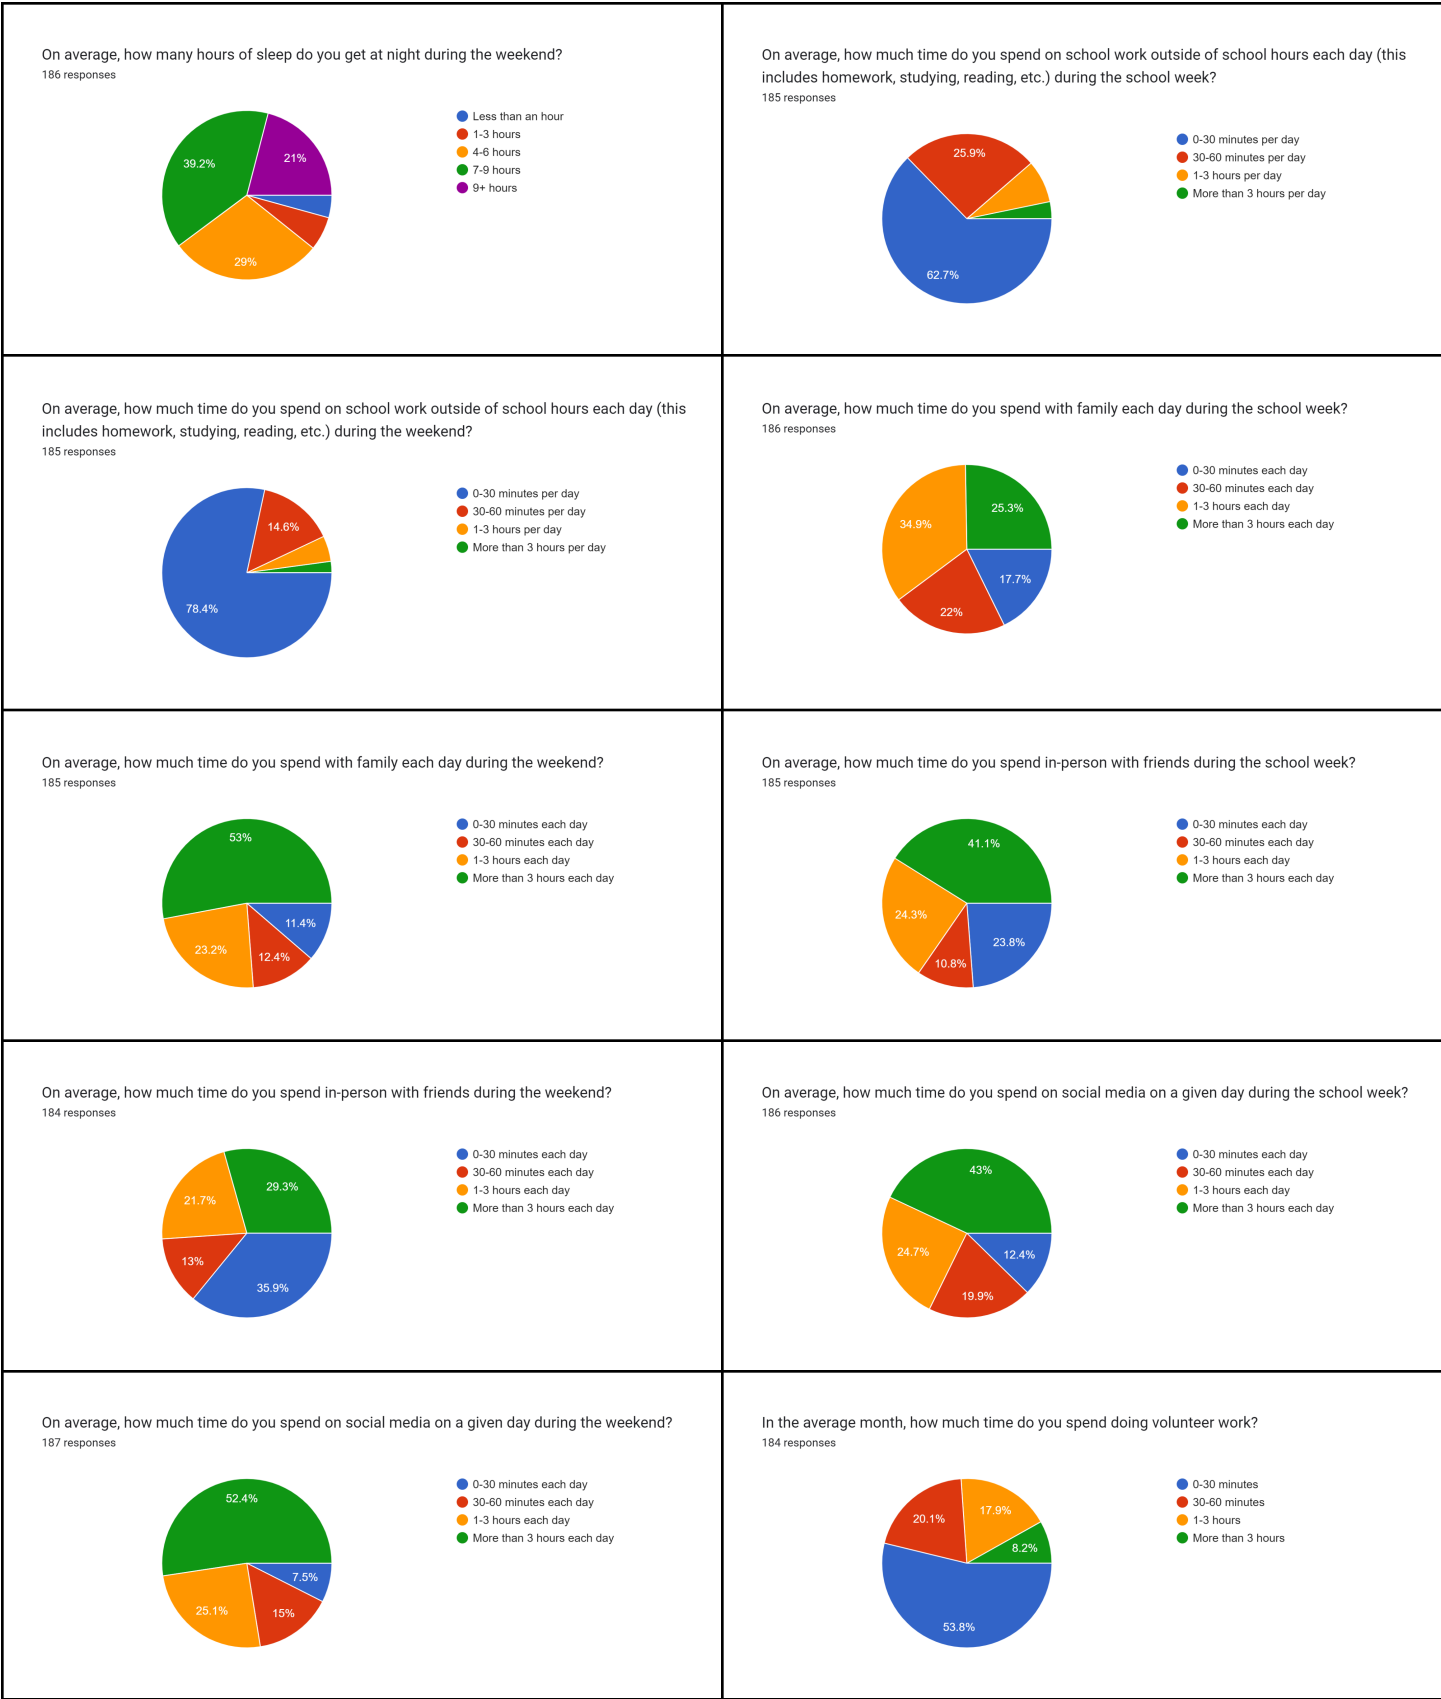 On average, how many hours of sleep do you get at night during the weekend?
186 responses
39.2%
21%
29%
Less than an hour
1-3 hours
4-6 hours
7-9 hours
9+ hours
On average, how much time do you spend on school work outside of school hours each day (this
includes homework, studying, reading, etc.) during the school week?
185 responses
25.9%
62.7%
0-30 minutes per day
30-60 minutes per day
1-3 hours per day
More than 3 hours per day
On average, how much time do you spend on school work outside of school hours each day (this
includes homework, studying, reading, etc.) during the weekend?
185 responses
14.6%
78.4%
0-30 minutes per day
30-60 minutes per day
1-3 hours per day
More than 3 hours per day
On average, how much time do you spend with family each day during the school week?
186 responses
34.9%
25.3%
17.7%
22%
0-30 minutes each day
30-60 minutes each day
1-3 hours each day
More than 3 hours each day
On average, how much time do you spend with family each day during the weekend?
185 responses
53%
11.4%
23.2%
12.4%
0-30 minutes each day
30-60 minutes each day
1-3 hours each day
More than 3 hours each day
On average, how much time do you spend in-person with friends during the school week?
185 responses
41.1%
24.3%
23.8%
10.8%
0-30 minutes each day
30-60 minutes each day
1-3 hours each day
More than 3 hours each day
On average, how much time do you spend in-person with friends during the weekend?
184 responses
29.3%
21.7%
13%
35.9%
0-30 minutes each day
30-60 minutes each day
1-3 hours each day
More than 3 hours each day
On average, how much time do you spend on social media on a given day during the school week?
186 responses
43%
24.7%
12.4%
19.9%
0-30 minutes each day
30-60 minutes each day
1-3 hours each day
More than 3 hours each day
On average, how much time do you spend on social media on a given day during the weekend?
187 responses
52.4%
7.5%
25.1%
15%
0-30 minutes each day
30-60 minutes each day
1-3 hours each day
More than 3 hours each day
In the average month, how much time do you spend doing volunteer work?
184 responses
17.9%
20.1%
8.2%
53.8%
0-30 minutes
30-60 minutes
1-3 hours
More than 3 hours